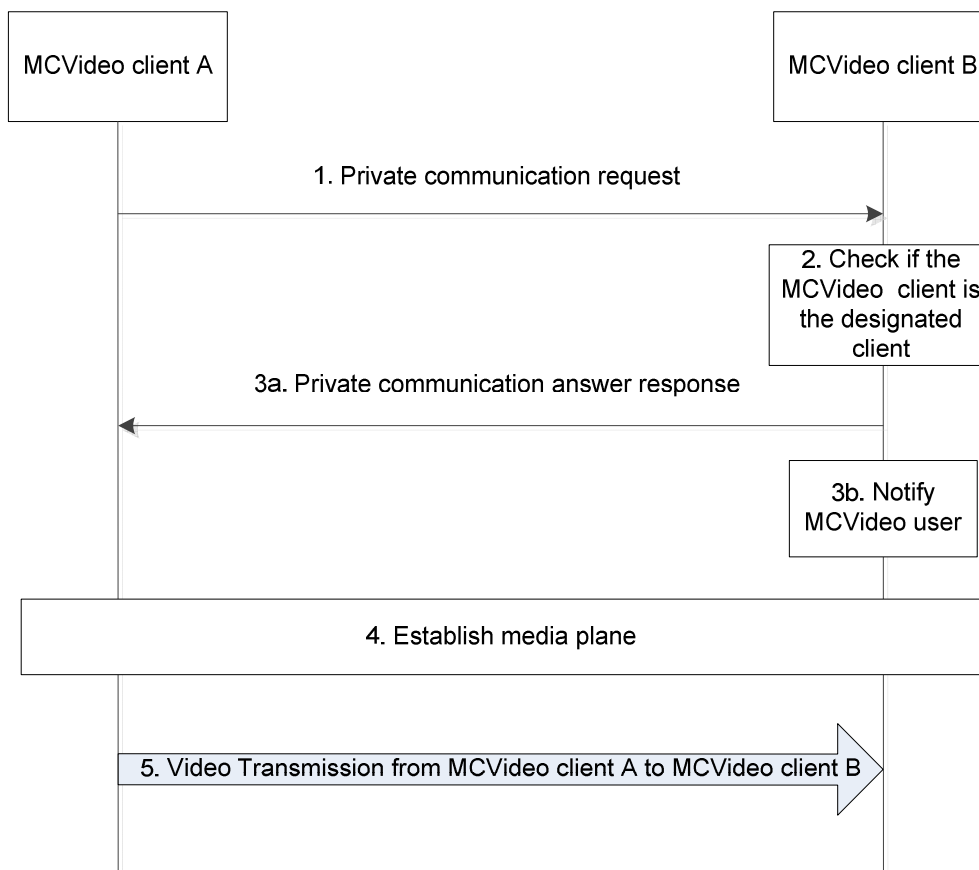 MCVideo client A
MCVideo client B
1. Private communication request
2. Check if the
MCVideo client is
the designated
client
3a. Private communication answer response
3b. Notify
MCVideo user
4. Establish media plane
5. Video Transmission from MCVideo client A to MCVideo client B